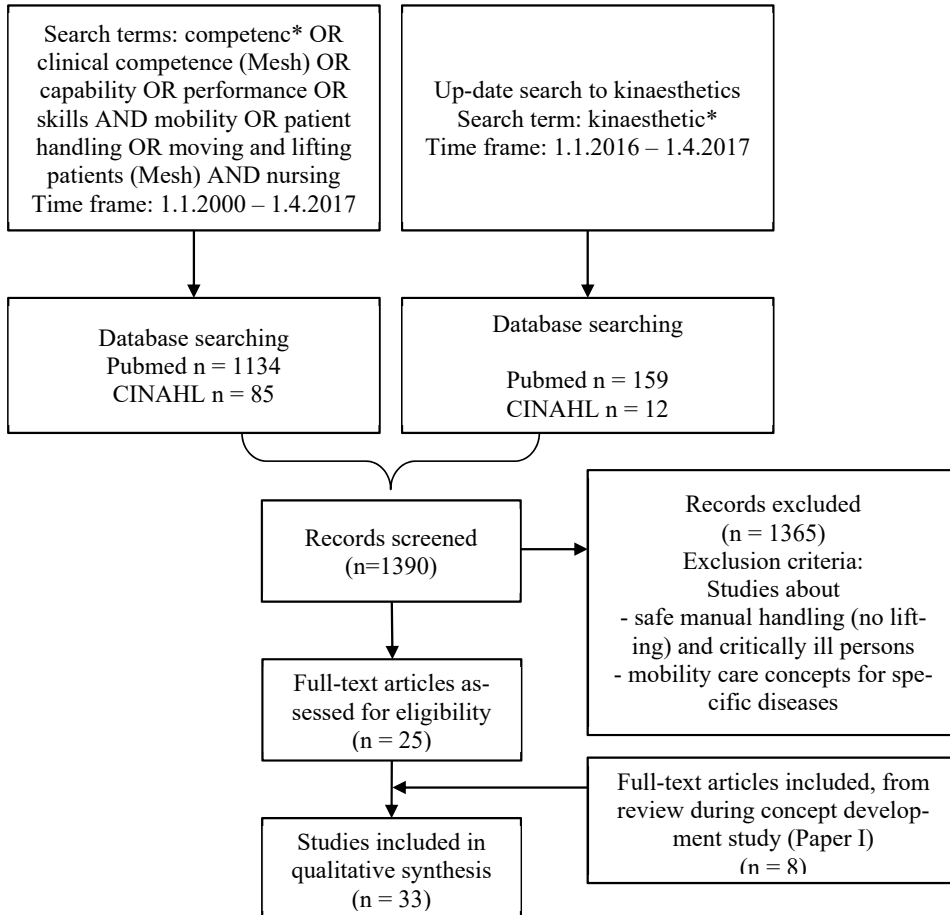 Search terms: competenc* OR
clinical competence (Mesh) OR
capability OR performance OR
skills AND mobility OR patient
handling OR moving and lifting
patients (Mesh) AND nursing
Time frame: 1.1.2000 – 1.4.2017
Up-date search to kinaesthetics
Search term: kinaesthetic*
Time frame: 1.1.2016 – 1.4.2017
Database searching
Pubmed n = 1134
CINAHL n = 85
Database searching
Pubmed n = 159
CINAHL n = 12
Records screened
(n=1390)
Records excluded
(n = 1365)
Exclusion criteria:
Studies about
- safe manual handling (no lift-
ing) and critically ill persons
- mobility care concepts for spe-
cific diseases
Full-text articles as-
sessed for eligibility
(n = 25)
Full-text articles included, from
review during concept develop-
ment study (Paper I)
(n = 8)
Studies included in
qualitative synthesis
(n = 33)